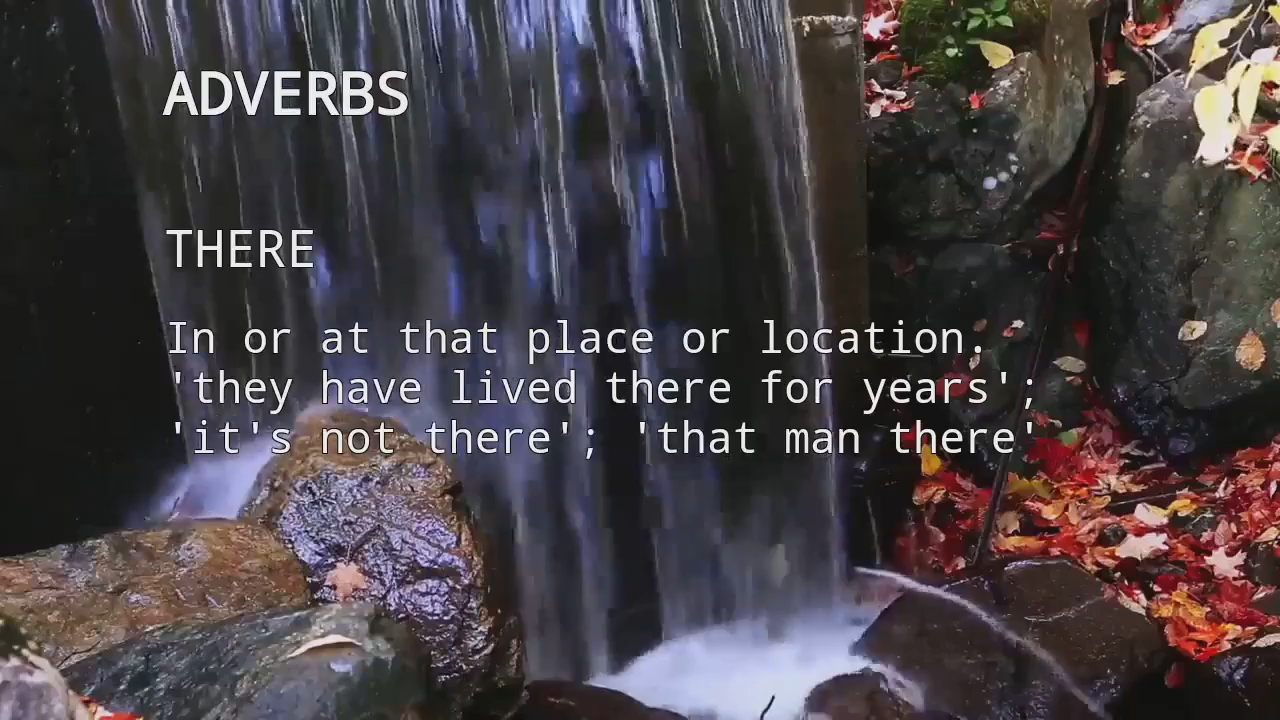 ADVERBS
THERE
In or at that place or location.
'they have lived there for years';
'it's not there'; 'that man there'